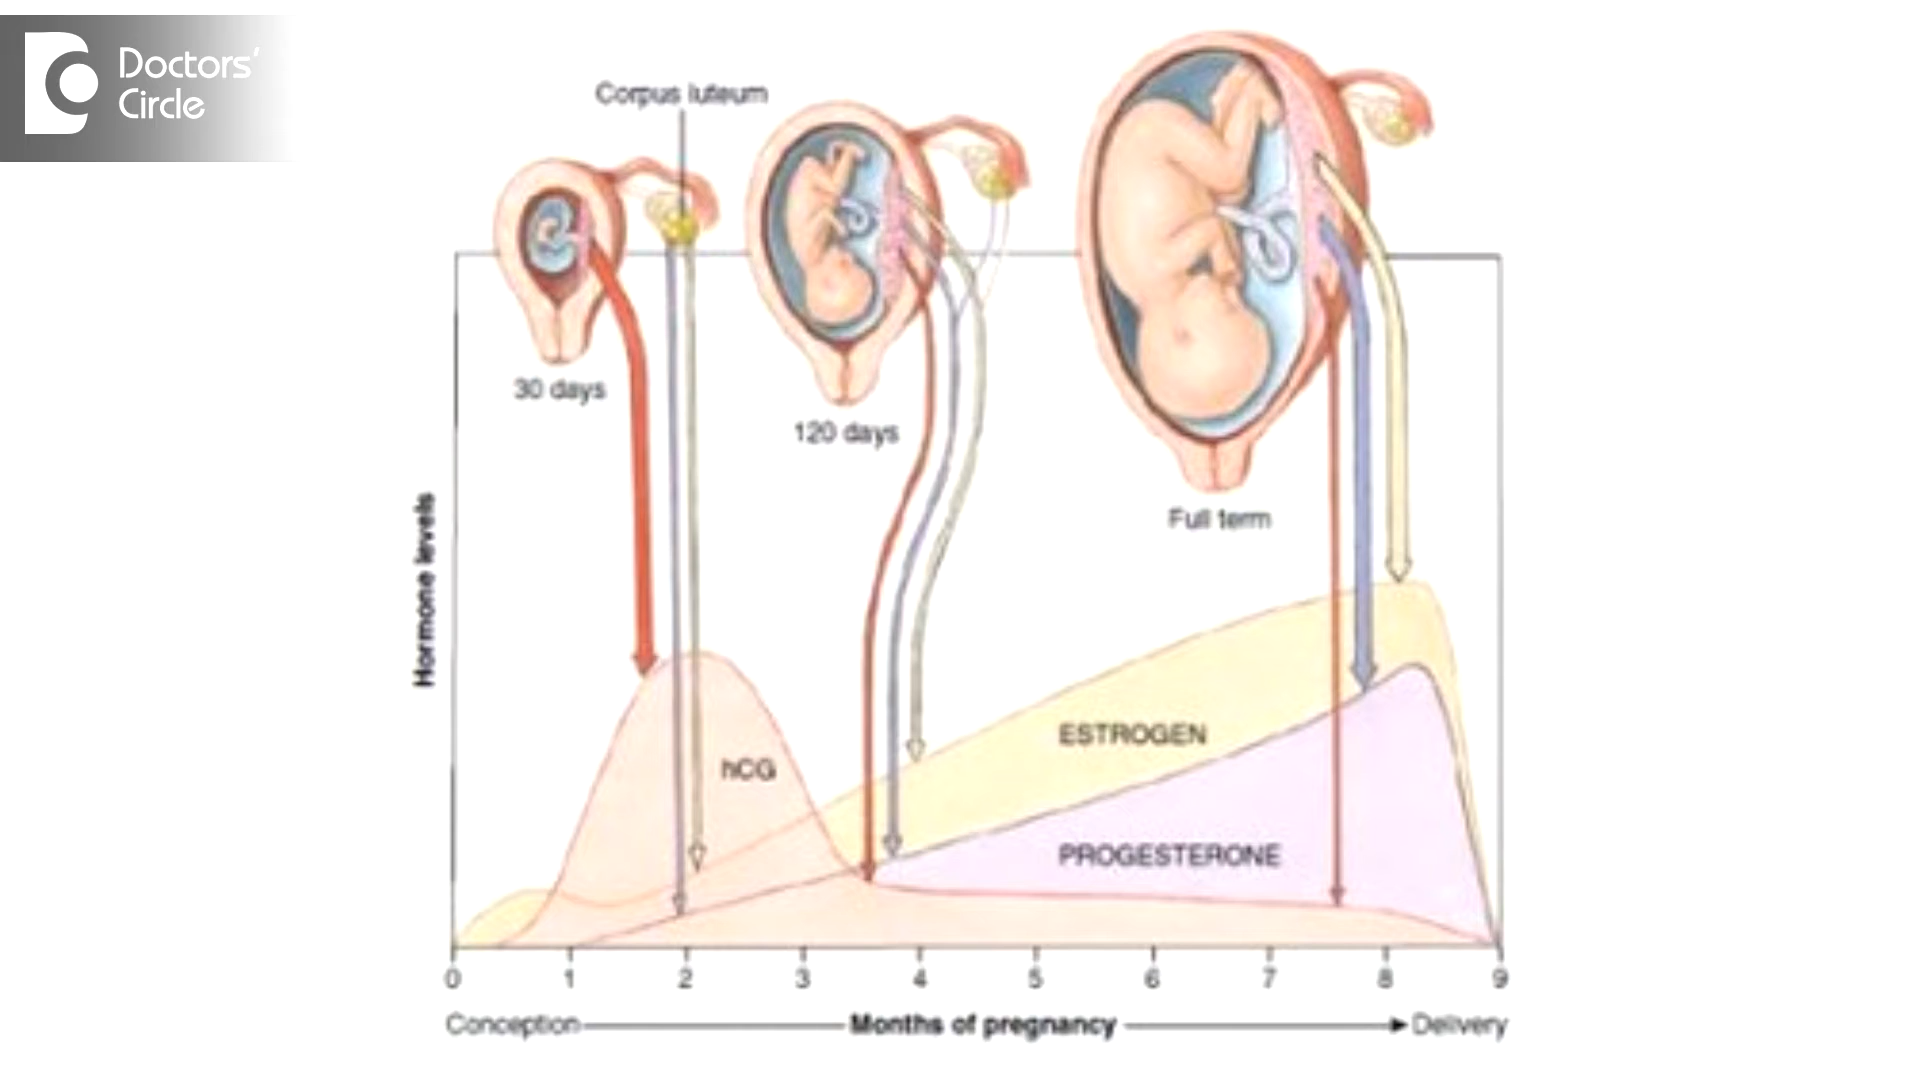 Doctors'
Circle
Corpus luteum
30 days
120 days
Full term
Hormone levels
hCG
ESTROGEN
PROGESTERONE
0 1 2 3 4 5 6 7 8 9
Conception Months of pregnancy Delivery